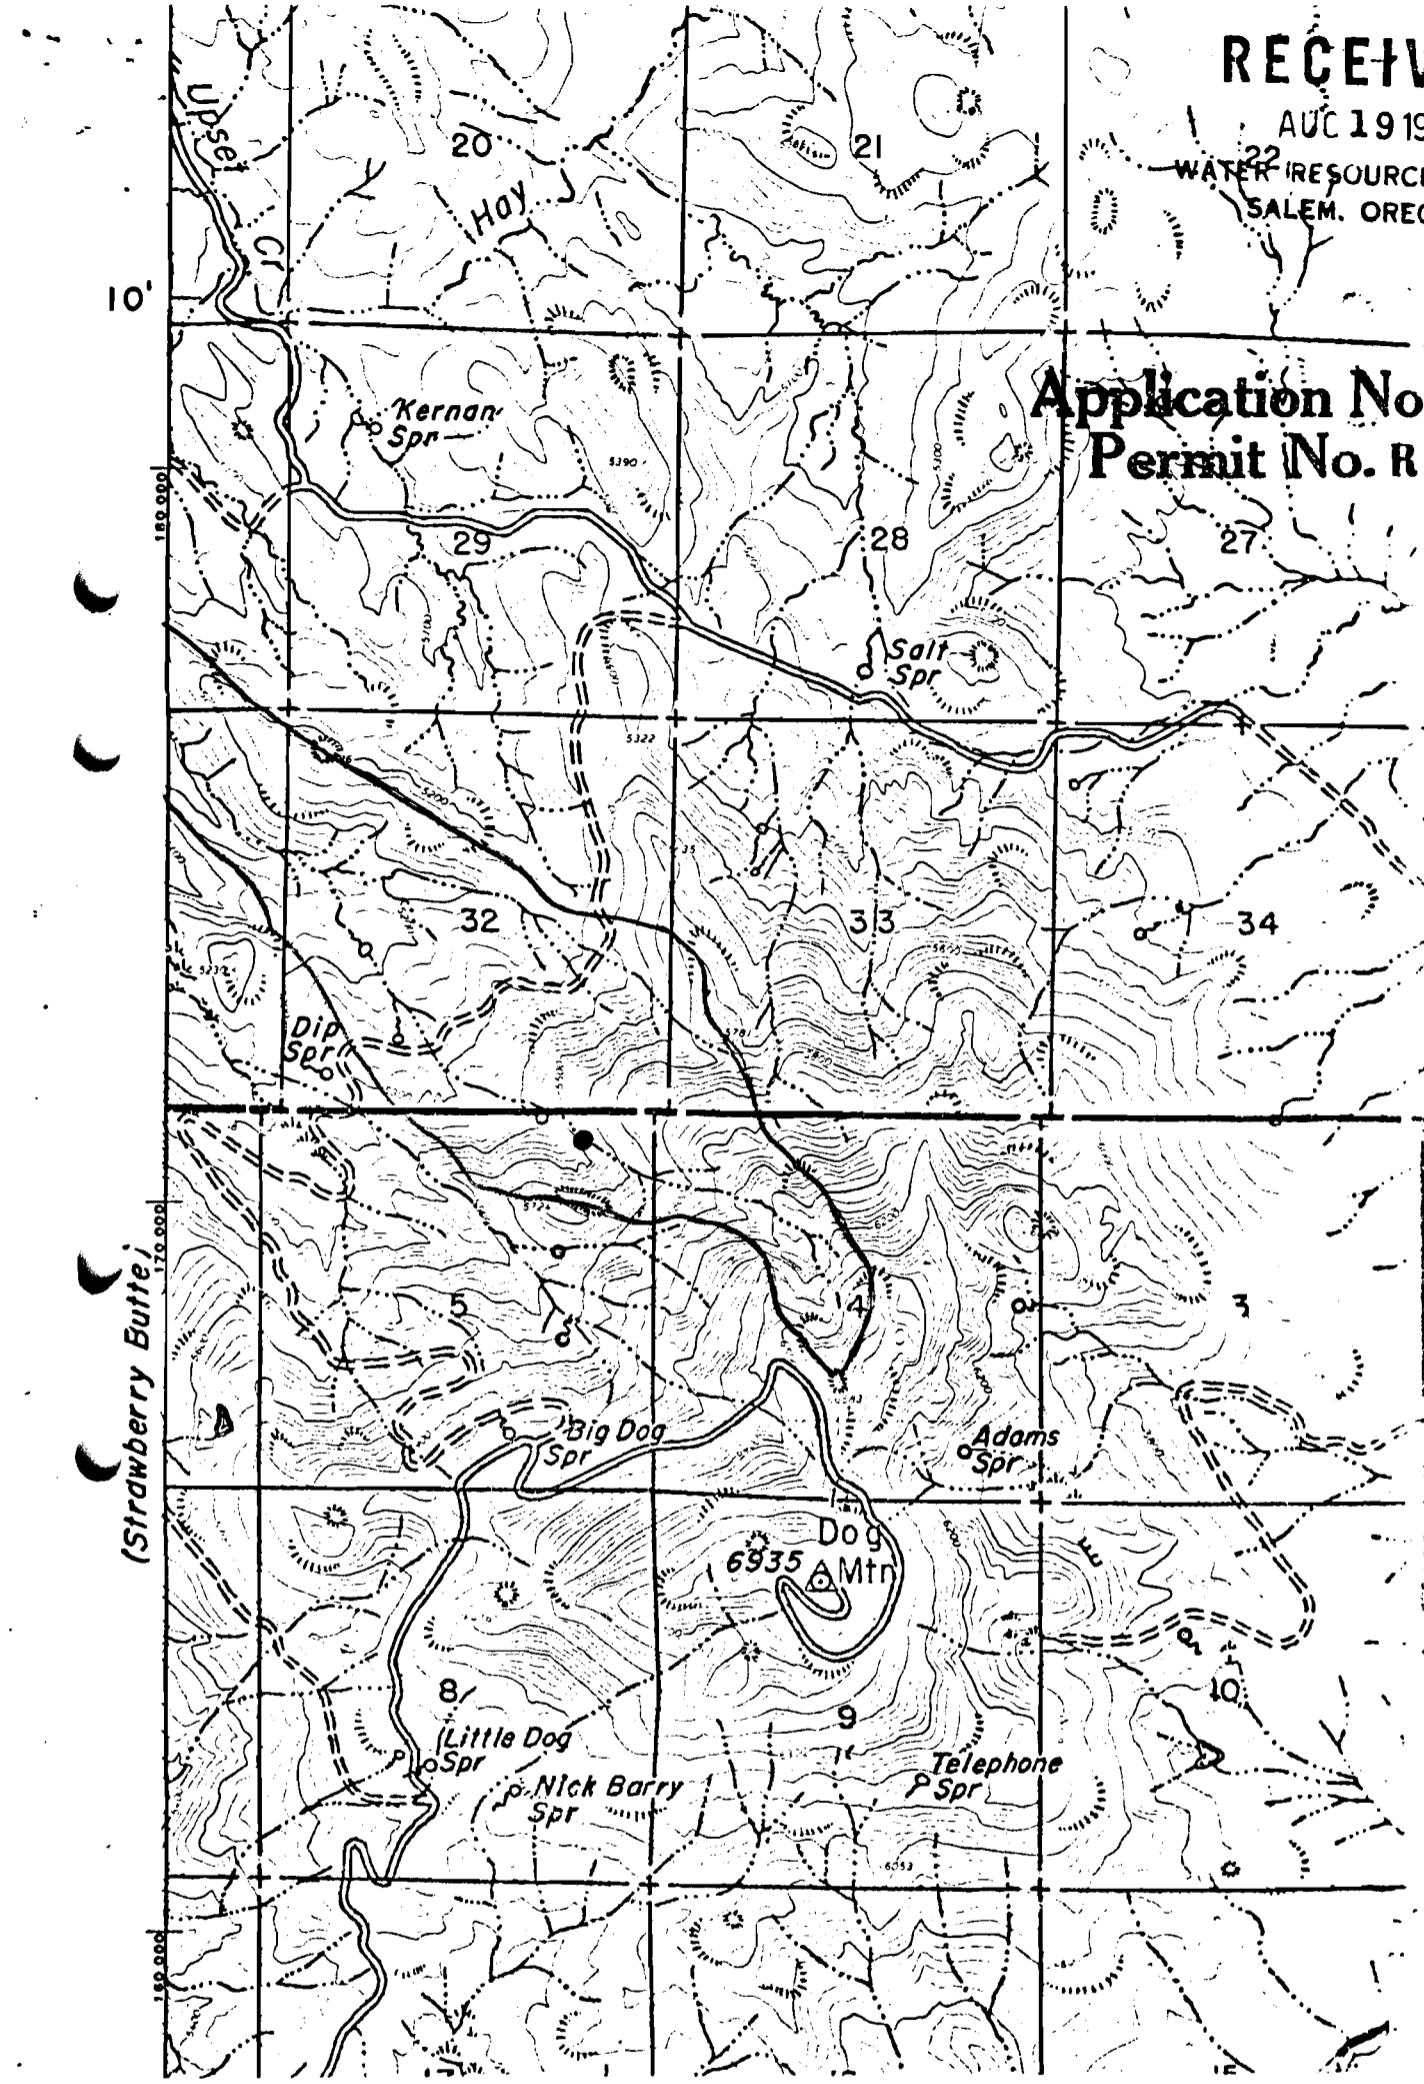 RECEIV
AUG 19 19
WATER RESOURC
SALEM. OREG
Upset
Cr
20
21
22
Hay
10'
Application No
Permit No. R
Kernan
Spr
5390
180 000
29
28
27
Salt
Spr
5322
5200
32
33
34
5230
Dip
Spr
(Strawberry Butte)
170 000
5
4
3
Big Dog
Spr
Adams
Spr
Dog
6935
Mtn
8
9
10
Little Dog
Spr
Nick Barry
Spr
Telephone
Spr
6053
160 000